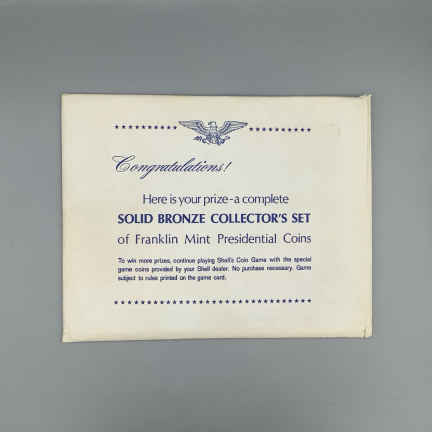 Congratulations!
Here is your prize-a complete
SOLID BRONZE COLLECTOR'S SET
of Franklin Mint Presidential Coins
To win more prizes, continue playing Shell's Coin Game with the special
game coins provided by your Shell dealer. No purchase necessary. Game
subject to rules printed on the game card.